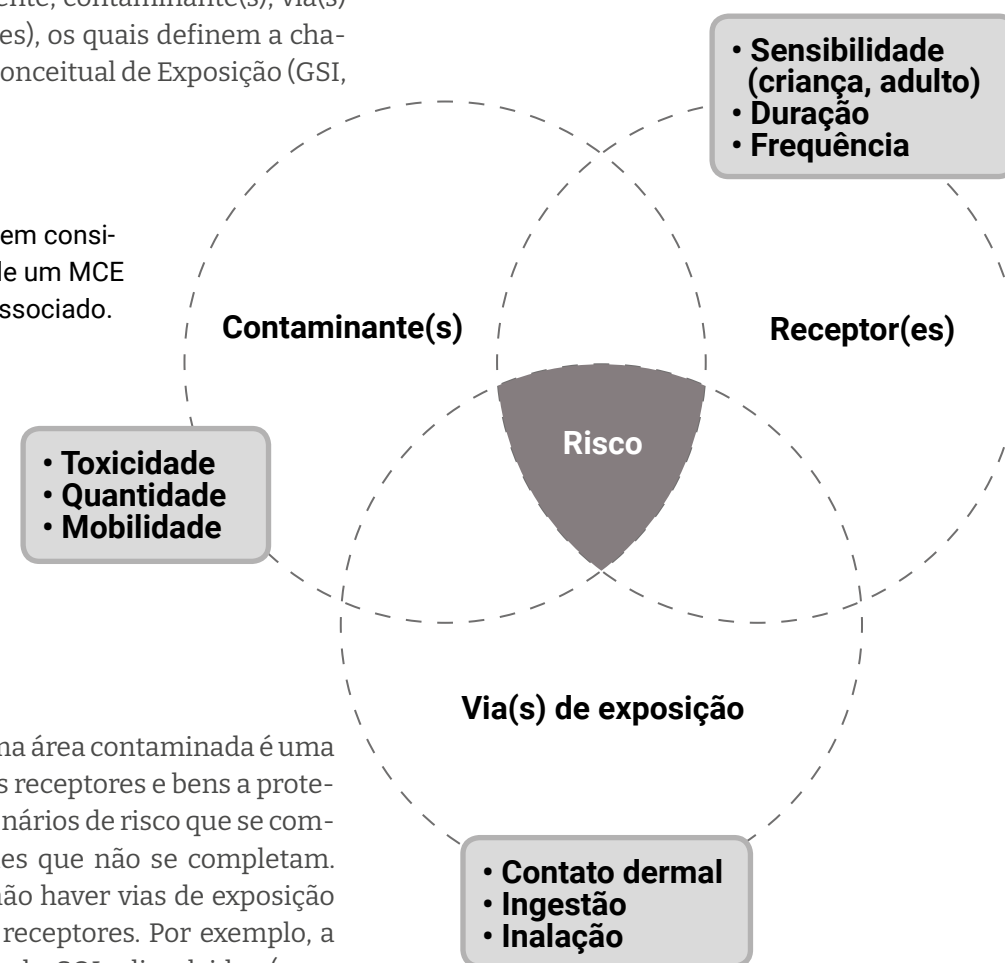 contaminante(s), via(s)
es), os quais definem a cha-
onceitual de Exposição (GSI,
• Sensibilidade
(criança, adulto)
• Duração
• Frequência
em consi-
de um MCE
ssociado.
Contaminante(s)
Receptor(es)
Risco
• Toxicidade
• Quantidade
• Mobilidade
Via(s) de exposição
na área contaminada é uma
s receptores e bens a prote-
nários de risco que se com-
es que não se completam.
não haver vias de exposição
receptores. Por exemplo, a
• Contato dermal
• Ingestão
• Inalação